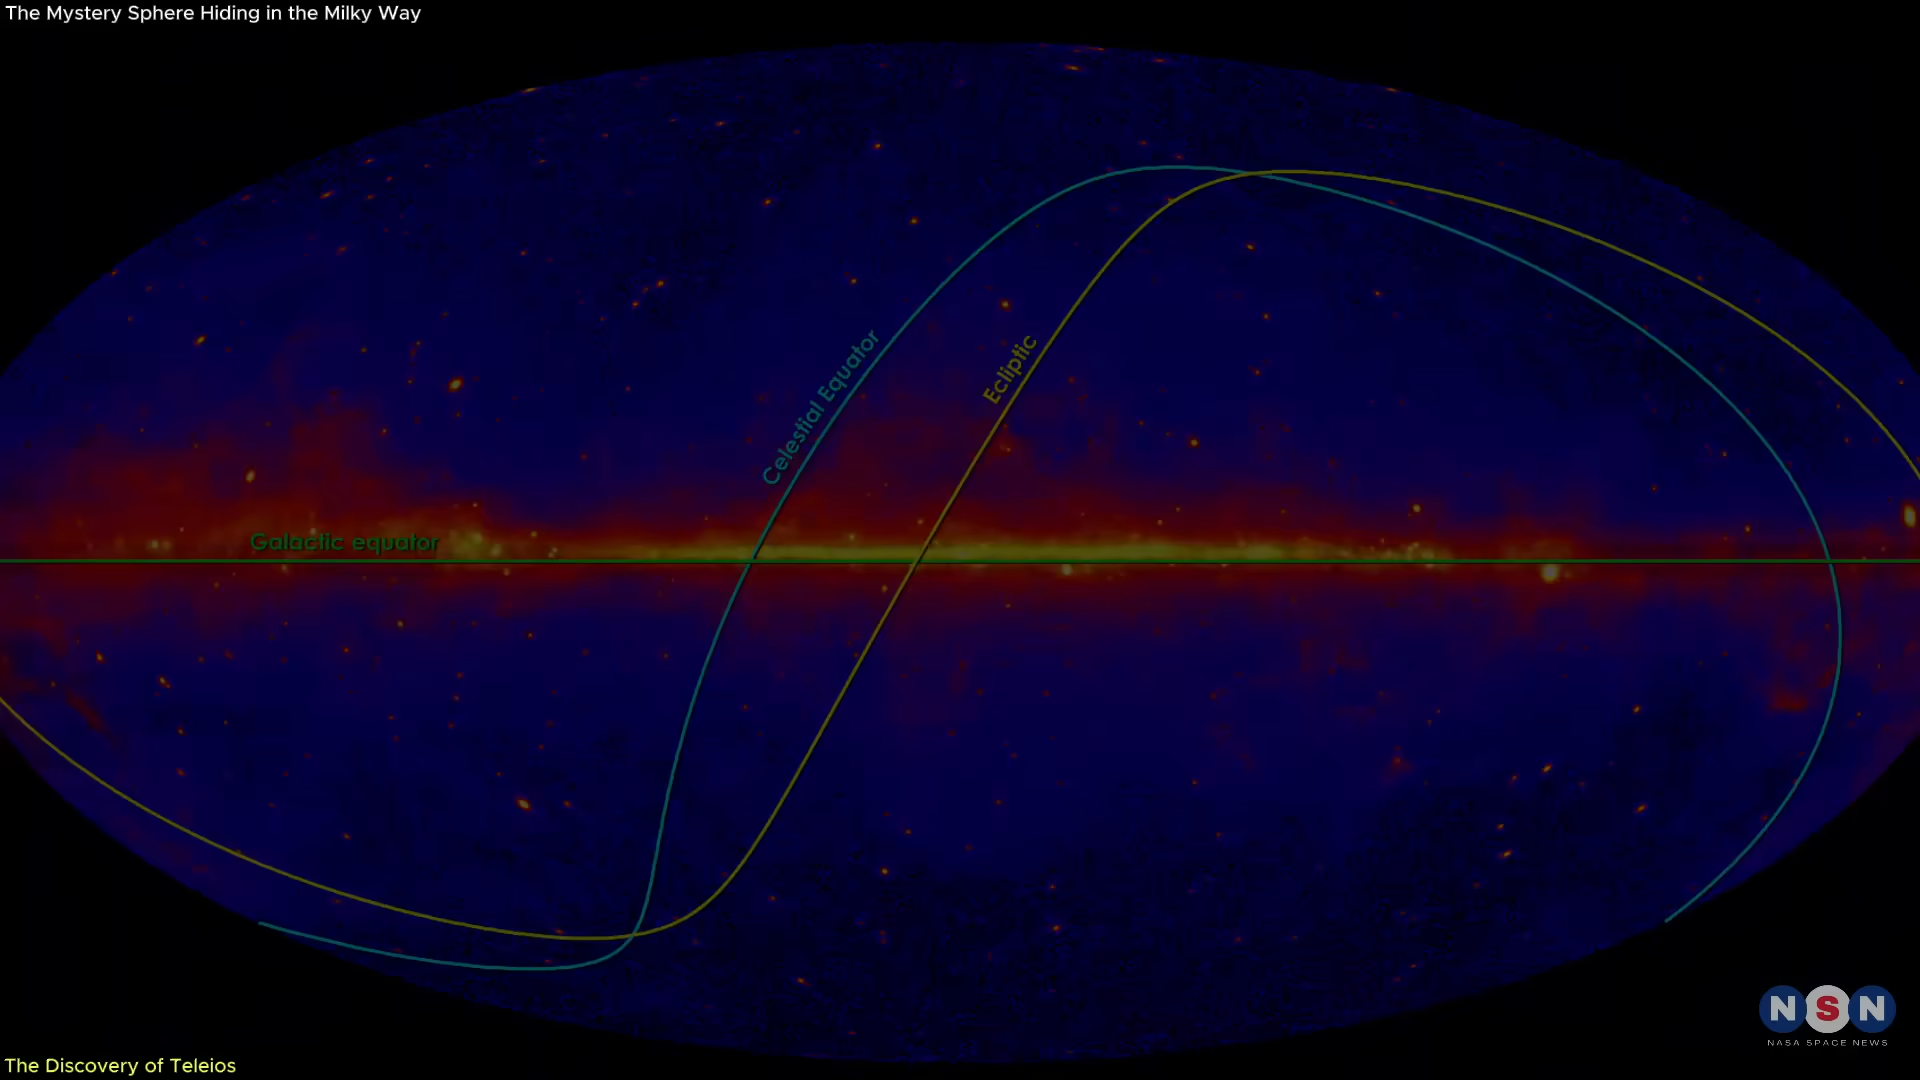 The Mystery Sphere Hiding in the Milky Way
Celestial Equator
Ecliptic
Galactic equator
NSN
NASA SPACE NEWS
The Discovery of Teleios